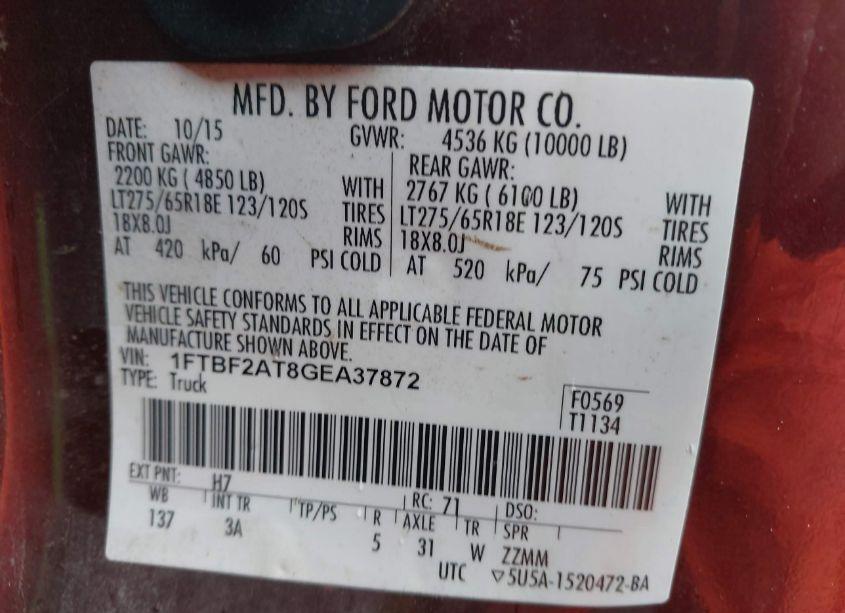 MFD. BY FORD MOTOR CO.
DATE: 10/15 GVWR: 4536 KG (10000 LB)
FRONT GAWR: REAR GAWR:
2200 KG ( 4850 LB) WITH 2767 KG ( 6100 LB) WITH
LT275/65R18E 123/120S TIRES LT275/65R18E 123/120S TIRES
18X8.0J RIMS 18X8.0J RIMS
AT 420 kPa/ 60 PSI COLD AT 520 kPa/ 75 PSI COLD
THIS VEHICLE CONFORMS TO ALL APPLICABLE FEDERAL MOTOR
VEHICLE SAFETY STANDARDS IN EFFECT ON THE DATE OF
MANUFACTURE SHOWN ABOVE.
VIN: 1FTBF2AT8GEA37872
TYPE: Truck
F0569
T1134
EXT PNT: H7 RC: 71 DSO:
WB INT TR TP/PS R AXLE TR SPR
137 3A 5 31 W ZZMM
UTC ▽5U5A-1520472-BA